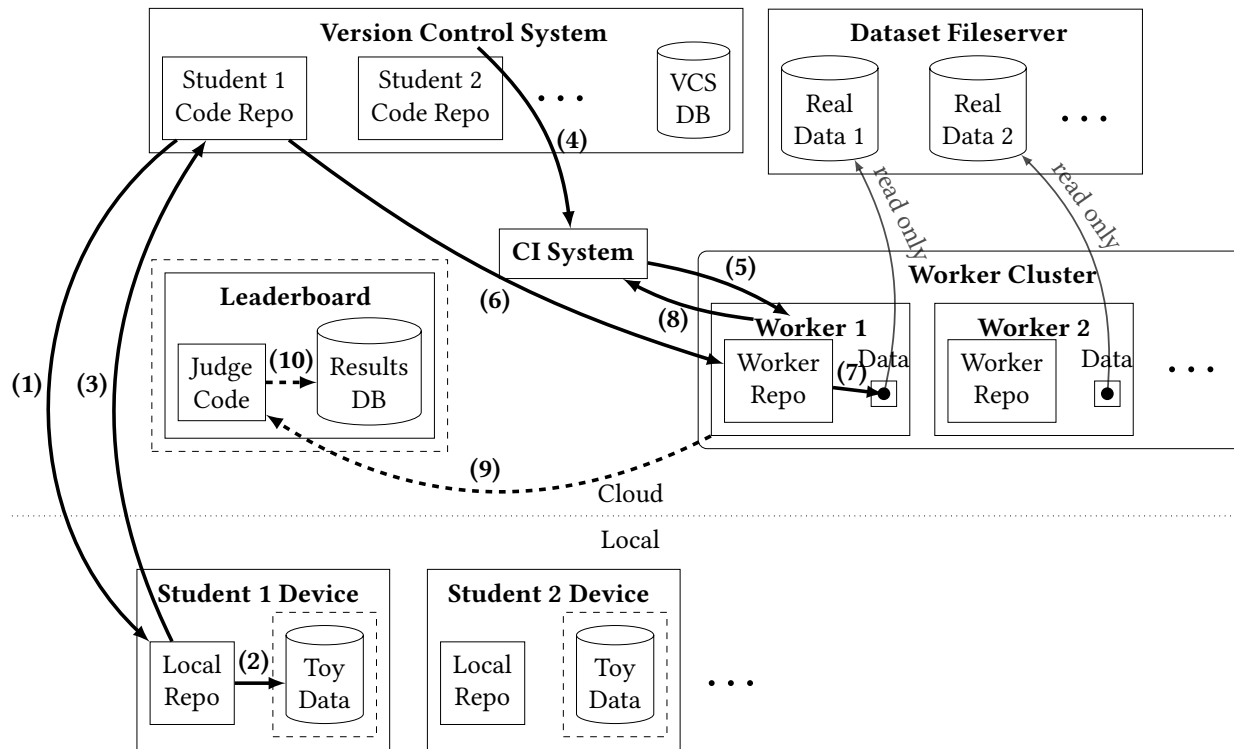 Version Control System
Student 1
Code Repo
Student 2
Code Repo
...
VCS
DB
Dataset Fileserver
Real
Data 1
Real
Data 2
...
(4)
read only
read only
CI System
(5)
(6)
(8)
Worker Cluster
Worker 1
Worker
Repo
(7)
Data
Worker 2
Worker
Repo
Data
...
Leaderboard
Judge
Code
(10)
Results
DB
(1)
(3)
(9)
Cloud
Local
Student 1 Device
Local
Repo
(2)
Toy
Data
Student 2 Device
Local
Repo
Toy
Data
...